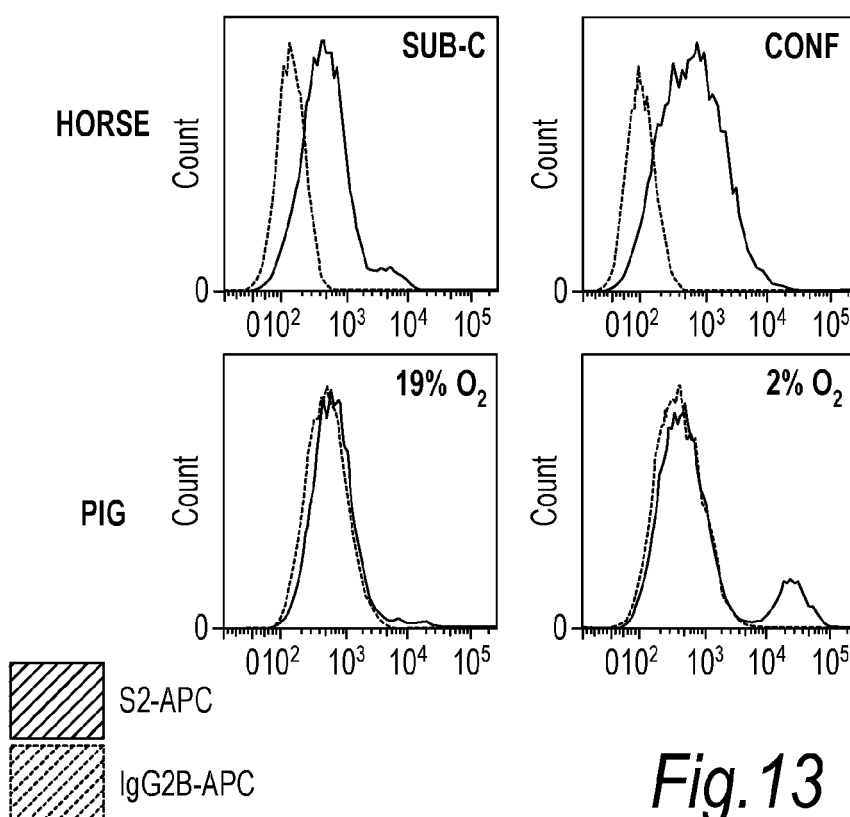 HORSE
SUB-C
Count
0
010² 10³ 10⁴ 10⁵
CONF
Count
0
010² 10³ 10⁴ 10⁵
PIG
19% O₂
Count
0
010² 10³ 10⁴ 10⁵
2% O₂
Count
0
010² 10³ 10⁴ 10⁵
S2-APC
IgG2B-APC
Fig.13